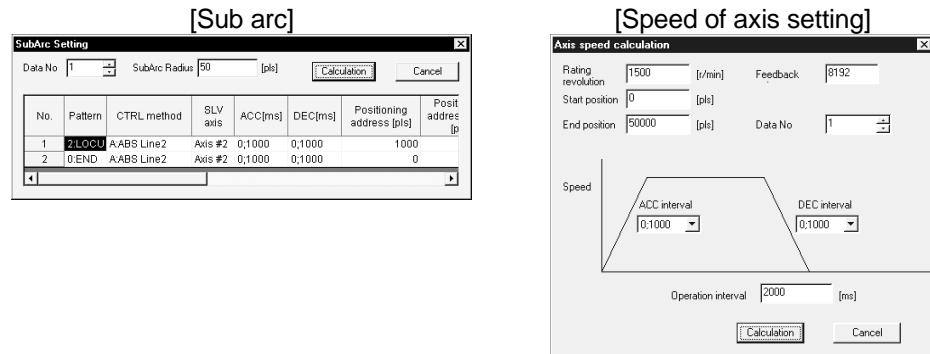 [Sub arc]
SubArc Setting
Data No 1 SubArc Radius 50 [pls] Calculation Cancel
No. Pattern CTRL method SLV axis ACC[ms] DEC[ms] Positioning address [pls] Posit addres [p
1 2:LOCU A:ABS Line2 Axis #2 0;1000 0;1000 1000
2 0:END A:ABS Line2 Axis #2 0;1000 0;1000 0
[Speed of axis setting]
Axis speed calculation
Rating revolution 1500 [r/min] Feedback 8192
Start position 0 [pls]
End position 50000 [pls] Data No 1
Speed
ACC interval DEC interval
0;1000 0;1000
Operation interval 2000 [ms]
Calculation Cancel